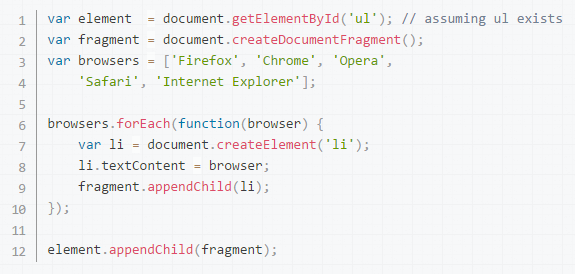 1 var element  = document.getElementById('ul'); // assuming ul exists
2 var fragment = document.createDocumentFragment();
3 var browsers = ['Firefox', 'Chrome', 'Opera',
4     'Safari', 'Internet Explorer'];
5
6 browsers.forEach(function(browser) {
7     var li = document.createElement('li');
8     li.textContent = browser;
9     fragment.appendChild(li);
10 });
11
12 element.appendChild(fragment);